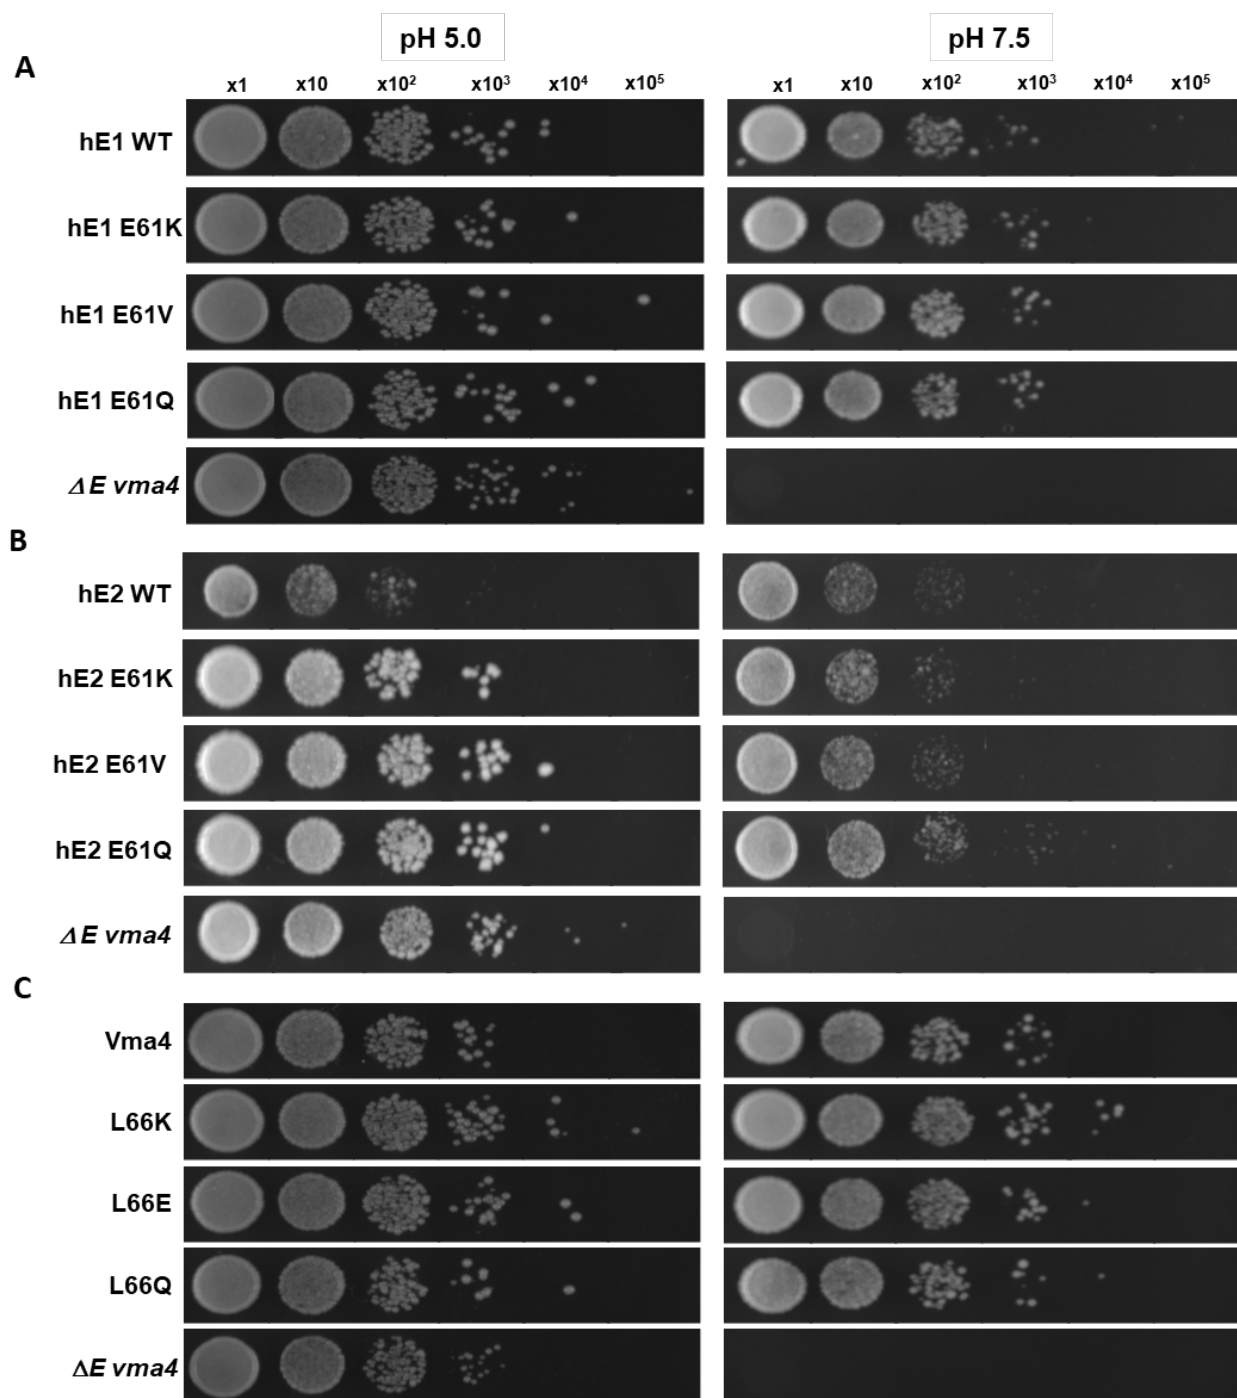 pH 5.0 pH 7.5
A
x1 x10 x10² x10³ x10⁴ x10⁵ x1 x10 x10² x10³ x10⁴ x10⁵
hE1 WT
hE1 E61K
hE1 E61V
hE1 E61Q
ΔE vma4
B
hE2 WT
hE2 E61K
hE2 E61V
hE2 E61Q
ΔE vma4
C
Vma4
L66K
L66E
L66Q
ΔE vma4